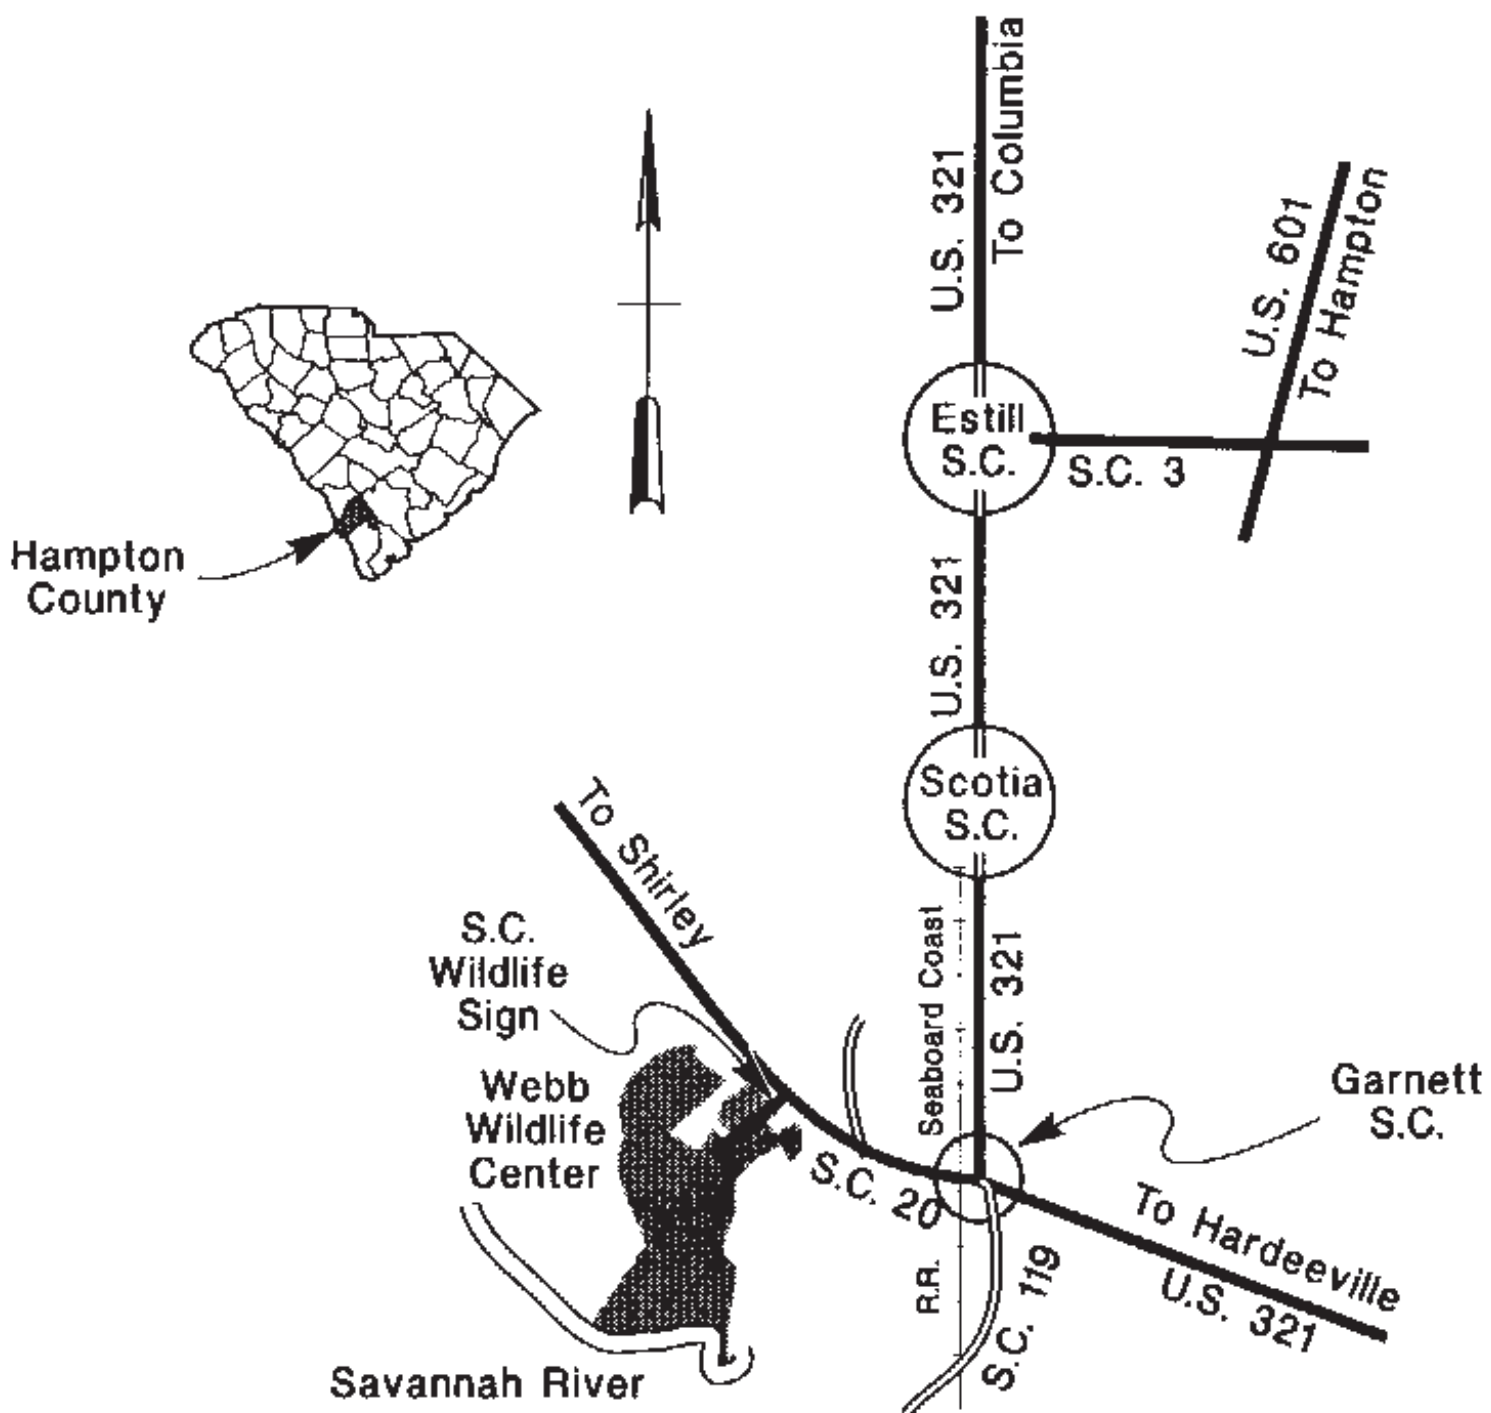 U.S. 321
To Columbia
U.S. 601
To Hampton
Estill
S.C.
S.C. 3
Hampton
County
U.S. 321
Scotia
S.C.
To Shirley
S.C.
Wildlife
Sign
Seaboard Coast
U.S. 321
Webb
Wildlife
Center
Garnett
S.C.
S.C. 20
To Hardeeville
U.S. 321
R.R.
S.C. 119
Savannah River